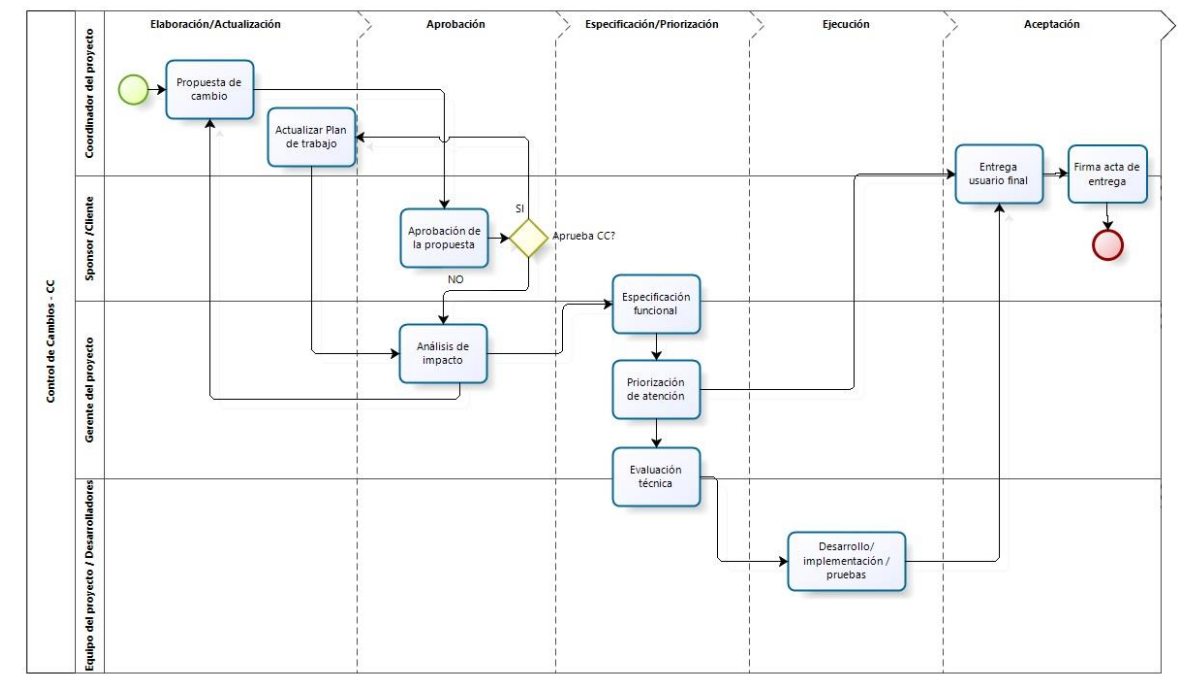 Elaboración/Actualización
Aprobación
Especificación/Priorización
Ejecución
Aceptación
Control de Cambios - CC
Coordinador del proyecto
Propuesta de
cambio
Actualizar Plan
de trabajo
Entrega
usuario final
Firma acta de
entrega
Sponsor /Cliente
Aprobación de
la propuesta
SI
Aprueba CC?
NO
Gerente del proyecto
Especificación
funcional
Análisis de
impacto
Priorización
de atención
Evaluación
técnica
Equipo del proyecto / Desarrolladores
Desarrollo/
implementación /
pruebas